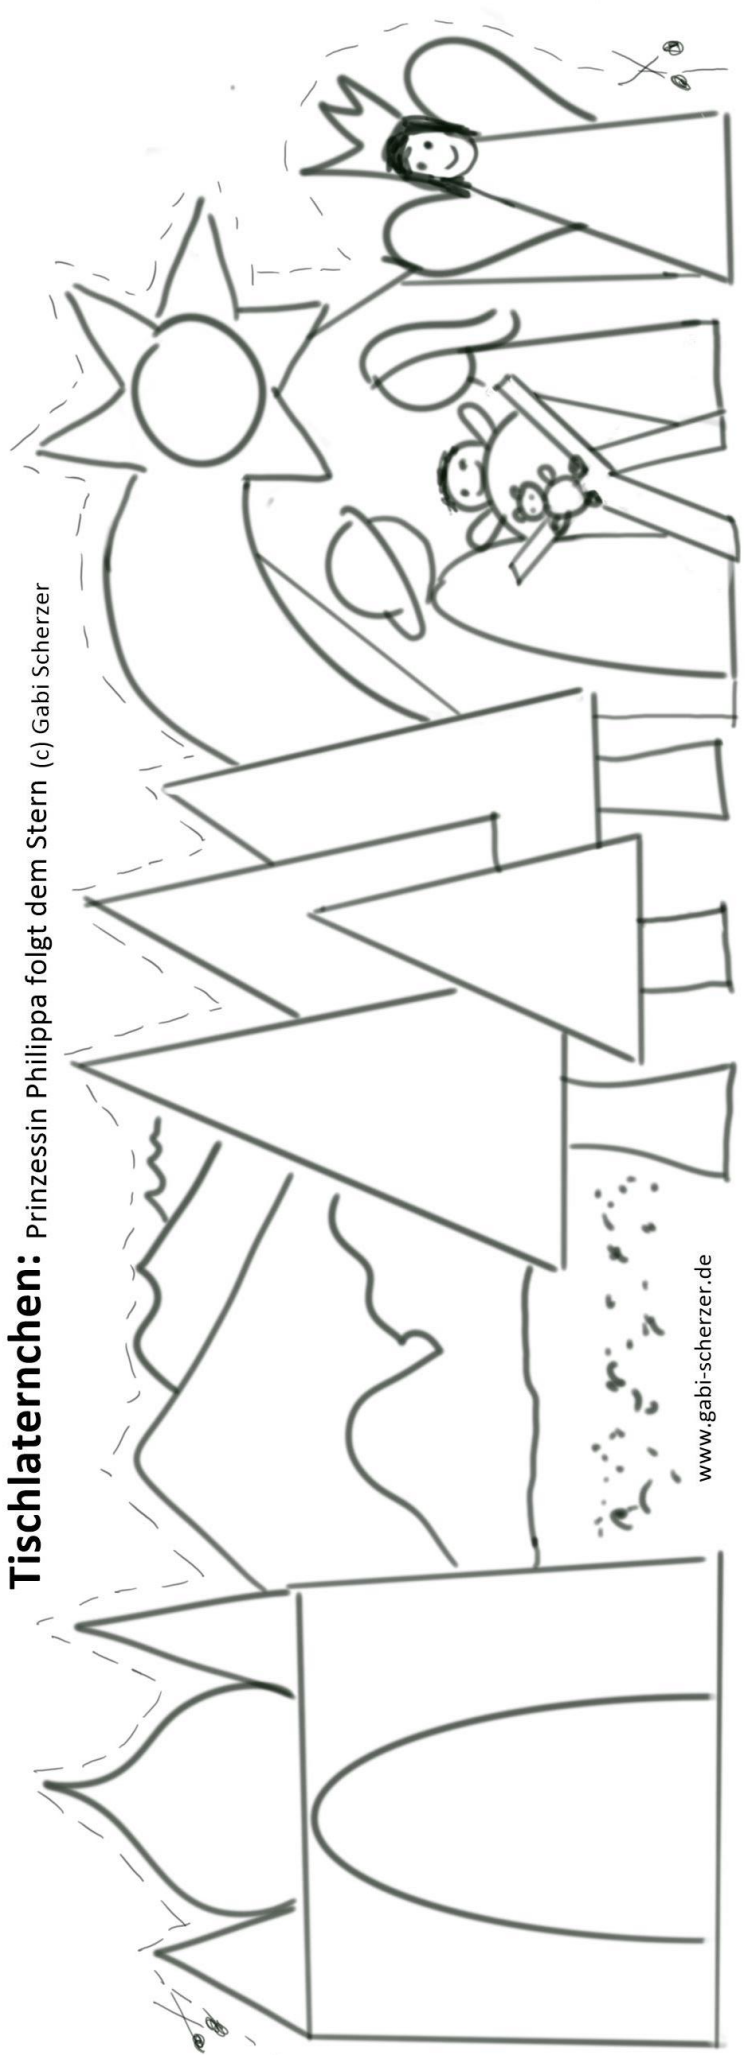 Tischlaternchen: Prinzessin Philippa folgt dem Stern (c) Gabi Scherzer
www.gabi-scherzer.de